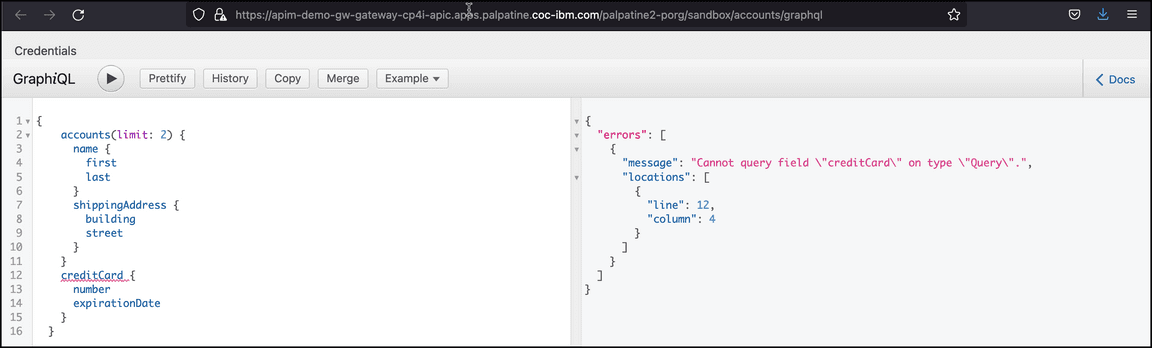 https://apim-demo-gw-gateway-cp4i-apic.apps.palpatine.coc-ibm.com/palpatine2-porg/sandbox/accounts/graphql
Credentials
GraphiQL Prettify History Copy Merge Example Docs
1 {
2 accounts(limit: 2) {
3 name {
4 first
5 last
6 }
7 shippingAddress {
8 building
9 street
10 }
11 }
12 creditCard {
13 number
14 expirationDate
15 }
16 }
{
"errors": [
{
"message": "Cannot query field \"creditCard\" on type \"Query\".",
"locations": [
{
"line": 12,
"column": 4
}
]
}
]
}